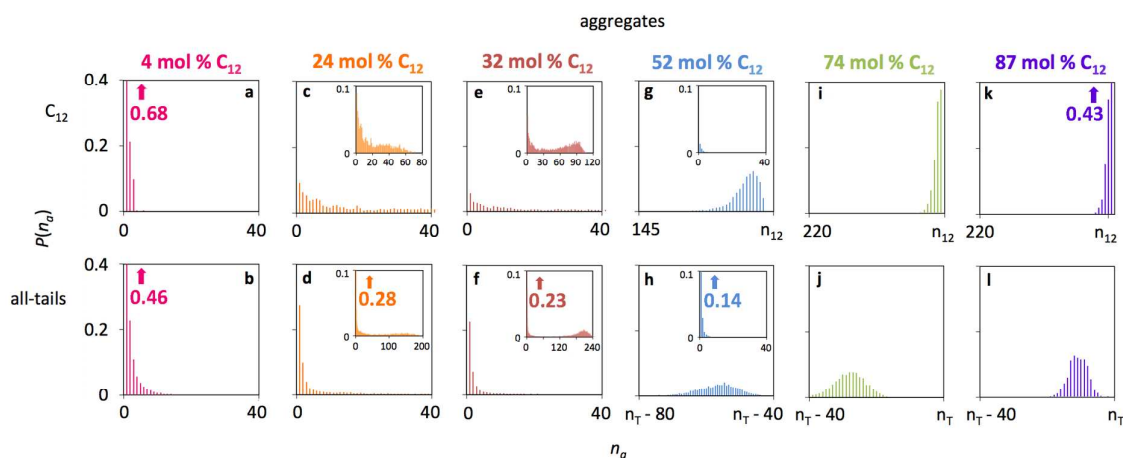 aggregates
4 mol % C12
24 mol % C12
32 mol % C12
52 mol % C12
74 mol % C12
87 mol % C12
C12
P(na)
0.4
0.2
0
a
0.68
0
40
c
0.1
0
0 20 40 60 80
0
40
e
0.1
0
0 30 60 90 120
0
40
g
0.1
0
0
40
145
n12
i
220
n12
k
0.43
220
n12
all-tails
0.4
0.2
0
b
0.46
0
40
d
0.1
0
0.28
0 100 200
0
40
f
0.1
0
0.23
0 120 240
0
40
h
0.1
0
0.14
0
40
nT - 80
nT - 40
j
nT - 40
nT
l
nT - 40
nT
na